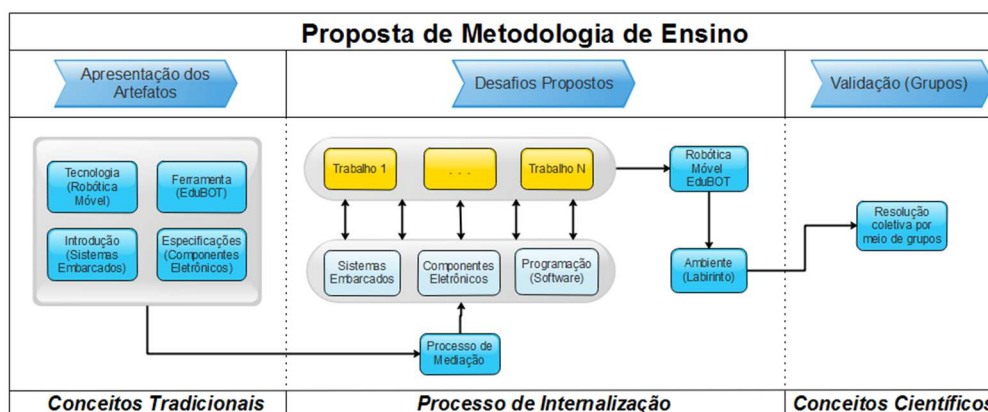 Proposta de Metodologia de Ensino
Apresentação dos
Artefatos
Desafios Propostos
Validação (Grupos)
Tecnologia
(Robótica
Móvel)
Ferramenta
(EduBOT)
Introdução
(Sistemas
Embarcados)
Especificações
(Componentes
Eletrônicos)
Trabalho 1
. . .
Trabalho N
Sistemas
Embarcados
Componentes
Eletrônicos
Programação
(Software)
Processo de
Mediação
Robótica
Móvel
EduBOT
Ambiente
(Labirinto)
Resolução
coletiva por
meio de grupos
Conceitos Tradicionais
Processo de Internalização
Conceitos Científicos